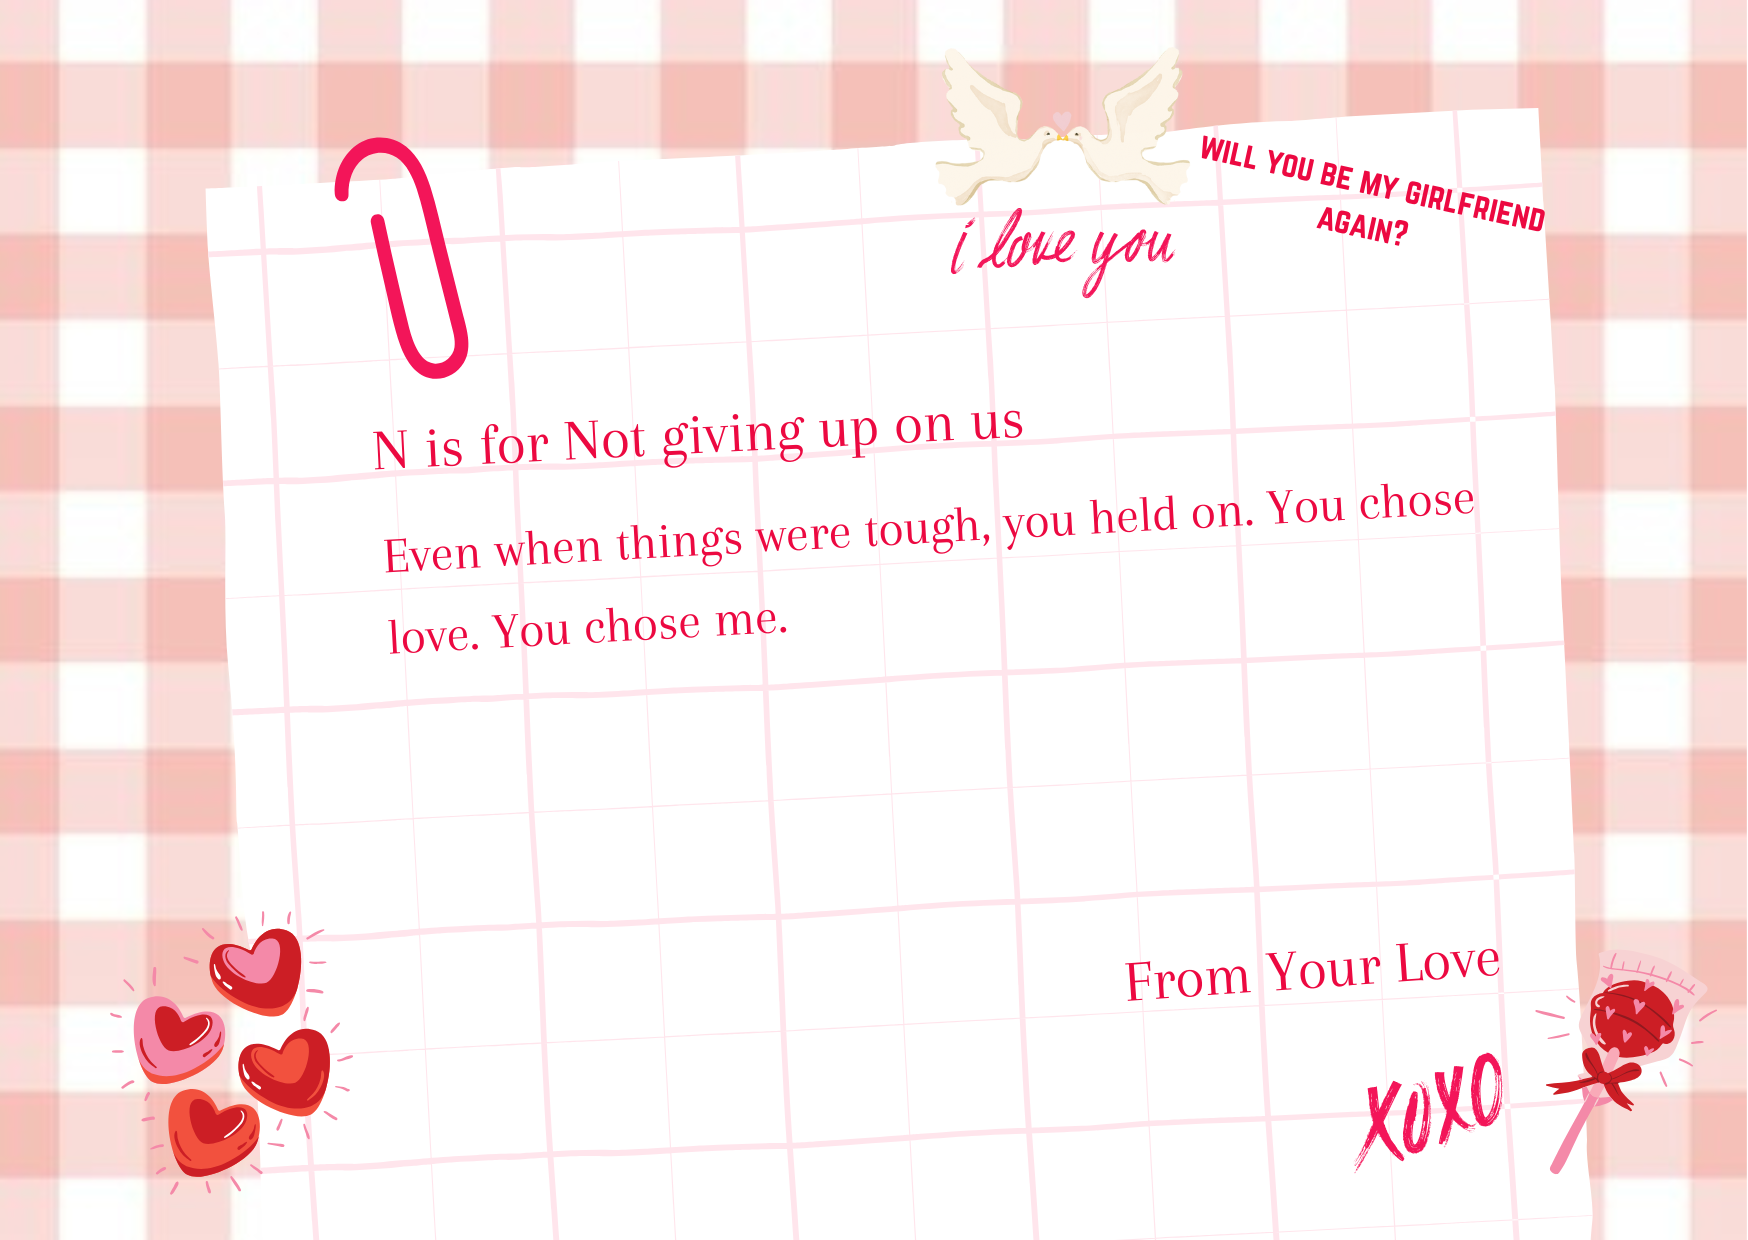 WILL YOU BE MY GIRLFRIEND
AGAIN?
i love you
N is for Not giving up on us
Even when things were tough, you held on. You chose
love. You chose me.
From Your Love
XOXO